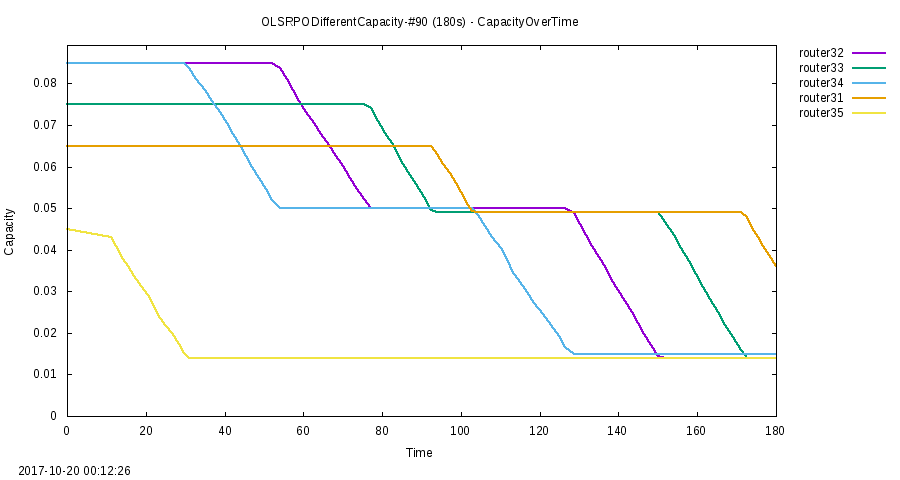 OLSRPODifferentCapacity-#90 (180s) - CapacityOverTime
router32
router33
router34
router31
router35
0.08
0.07
0.06
0.05
0.04
0.03
0.02
0.01
0
Capacity
0 20 40 60 80 100 120 140 160 180
Time
2017-10-20 00:12:26